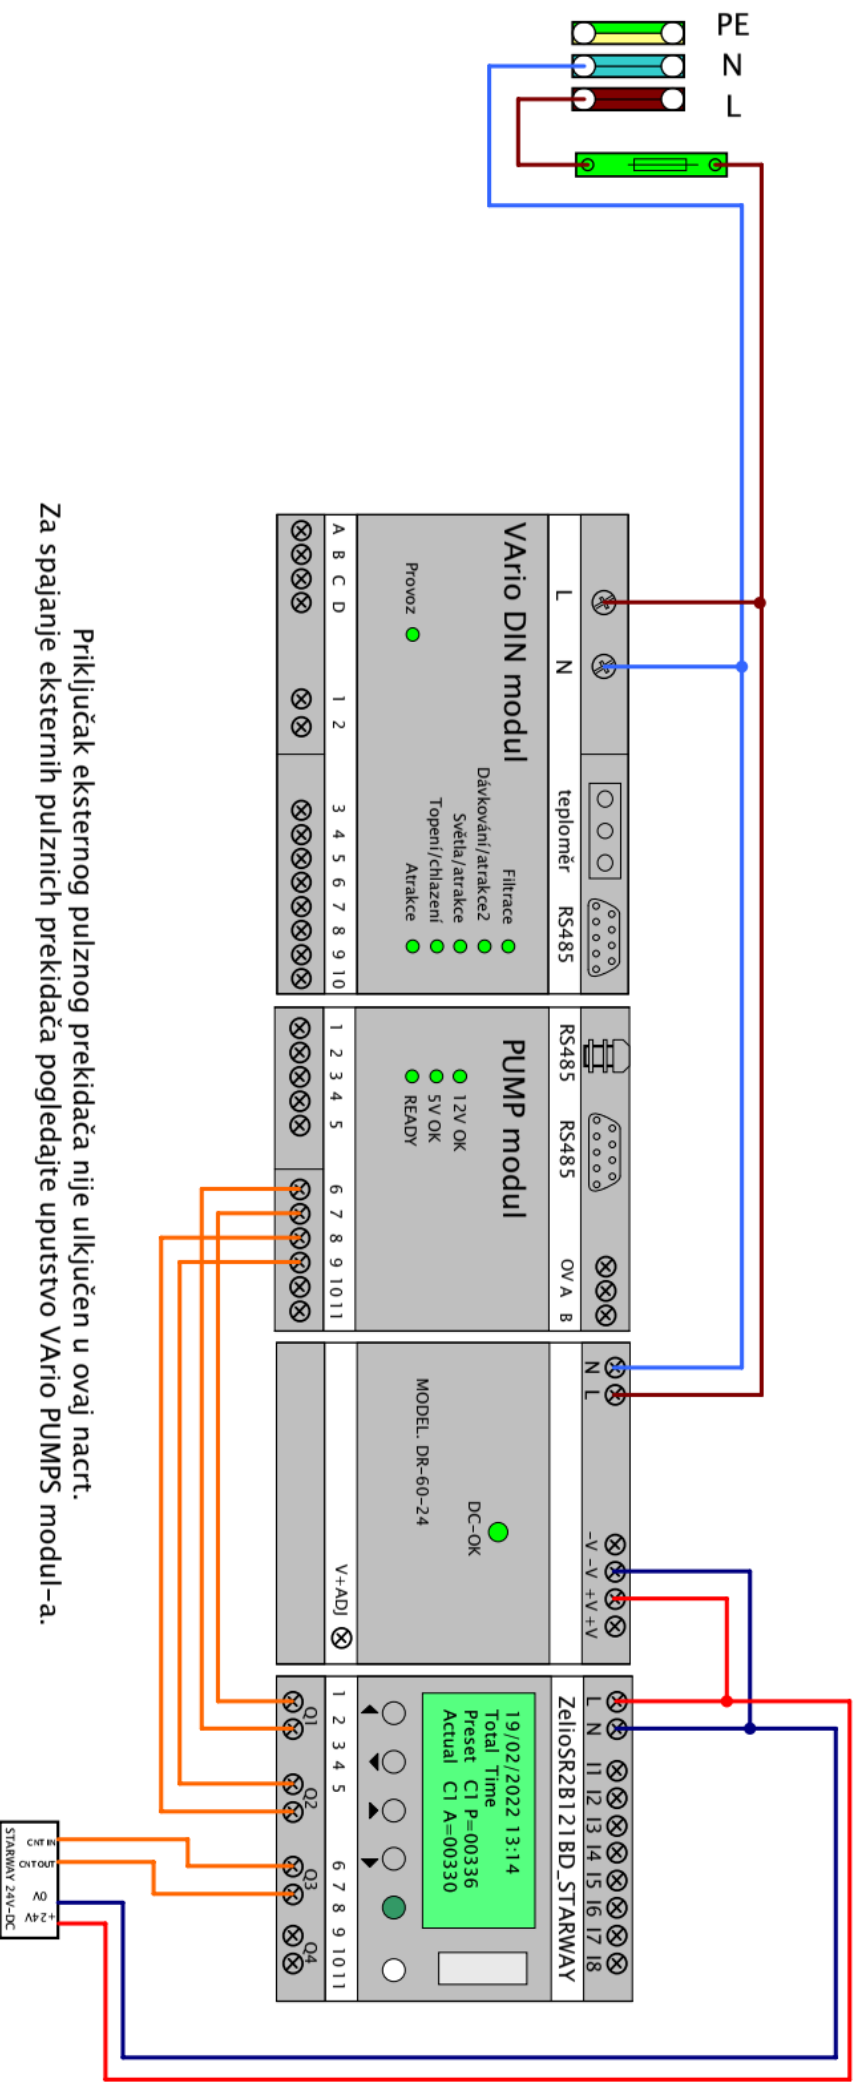 PE
N
L
VArio DIN modul
L
N
teploměr
RS485
Provoz
Filtrace
Dávkování/atrakce2
Světla/atrakce
Topení/chlazení
Atrakce
A B C D
1 2
3 4 5 6 7 8 9 10
PUMP modul
RS485
RS485
OV A B
12V OK
5V OK
READY
1 2 3 4 5
6 7 8 9 10 11
N L
-V -V +V +V
DC-OK
MODEL. DR-60-24
V+ADJ
L N I1 I2 I3 I4 I5 I6 I7 I8
ZelioSR2B121BD_STARWAY
19/02/2022 13:14
Total Time
Preset C1 P=00336
Actual C1 A=00330
1 2 3 4 5
6 7 8 9 10 11
Q1
Q2
Q3
Q4
CNT IN
CNT OUT
0V
+24V
STARWAY 24V-DC
Priključak eksternog pulznog prekidača nije ulkjučen u ovaj nacrt.
Za spajanje eksternih pulznich prekidača pogledajte uputstvo VArio PUMPS modul-a.